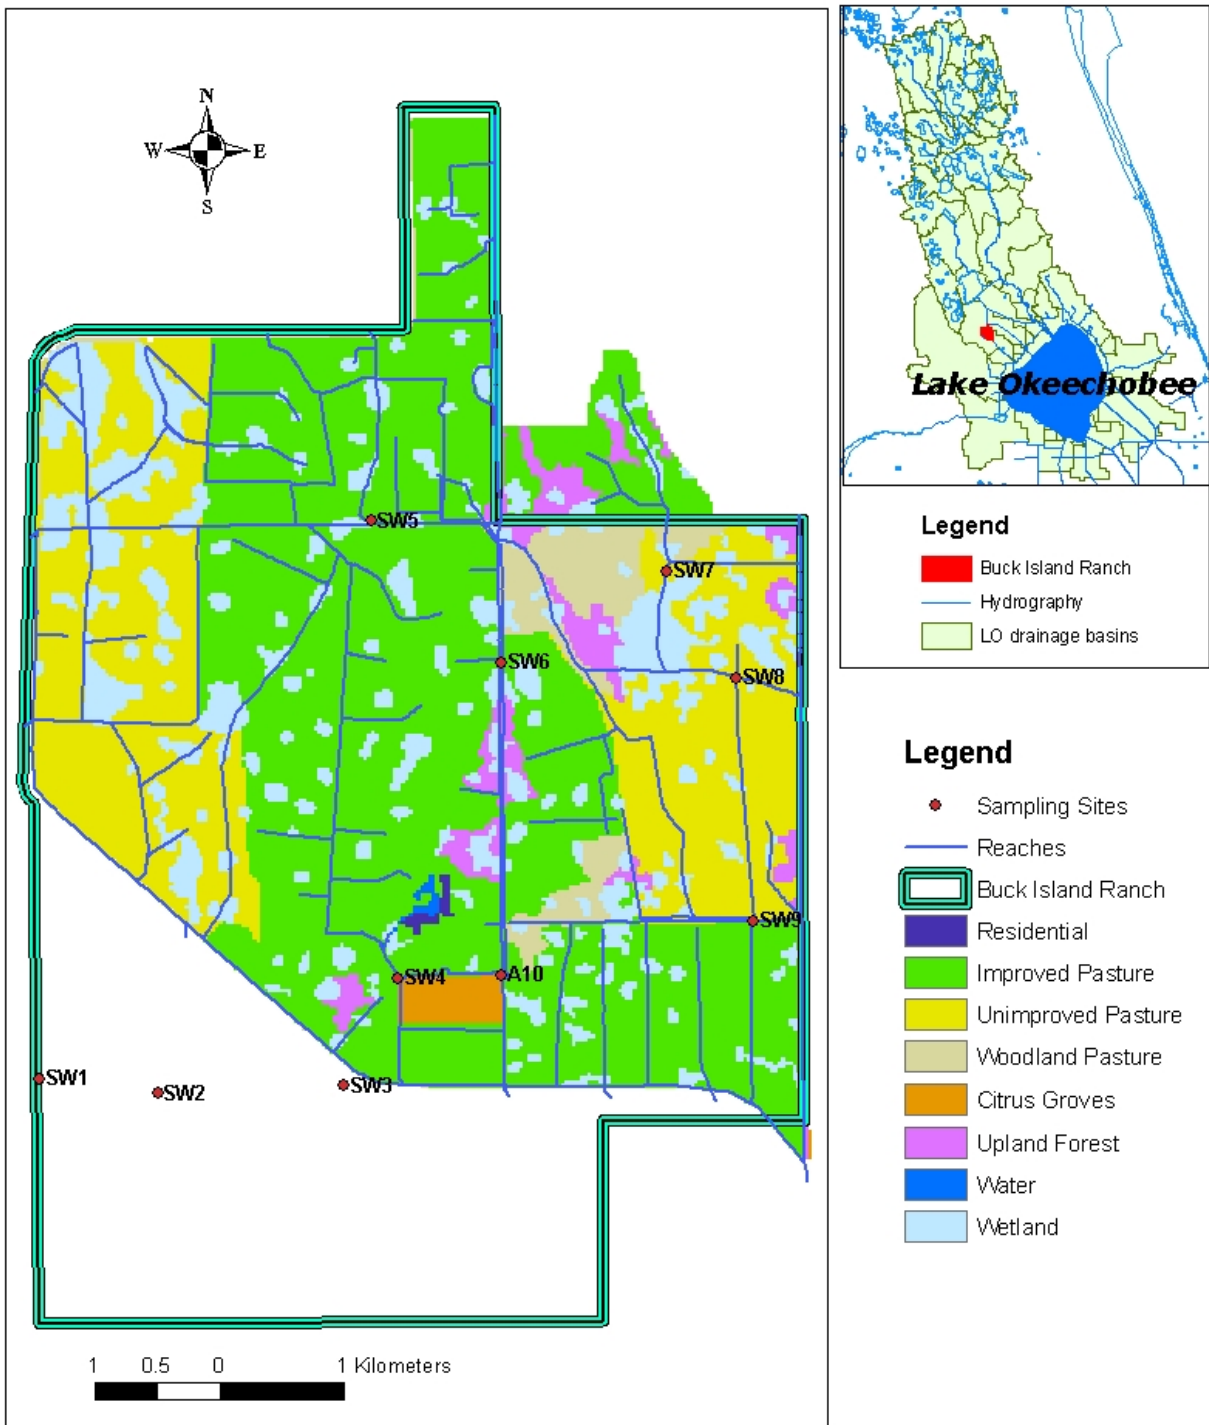 N
W E
S
SW5
SW7
SW6
SW8
SW9
SW4
A10
SW1
SW2
SW3
1 0.5 0 1 Kilometers
Lake Okeechobee
Legend
Buck Island Ranch
Hydrography
LO drainage basins
Legend
Sampling Sites
Reaches
Buck Island Ranch
Residential
Improved Pasture
Unimproved Pasture
Woodland Pasture
Citrus Groves
Upland Forest
Water
Wetland